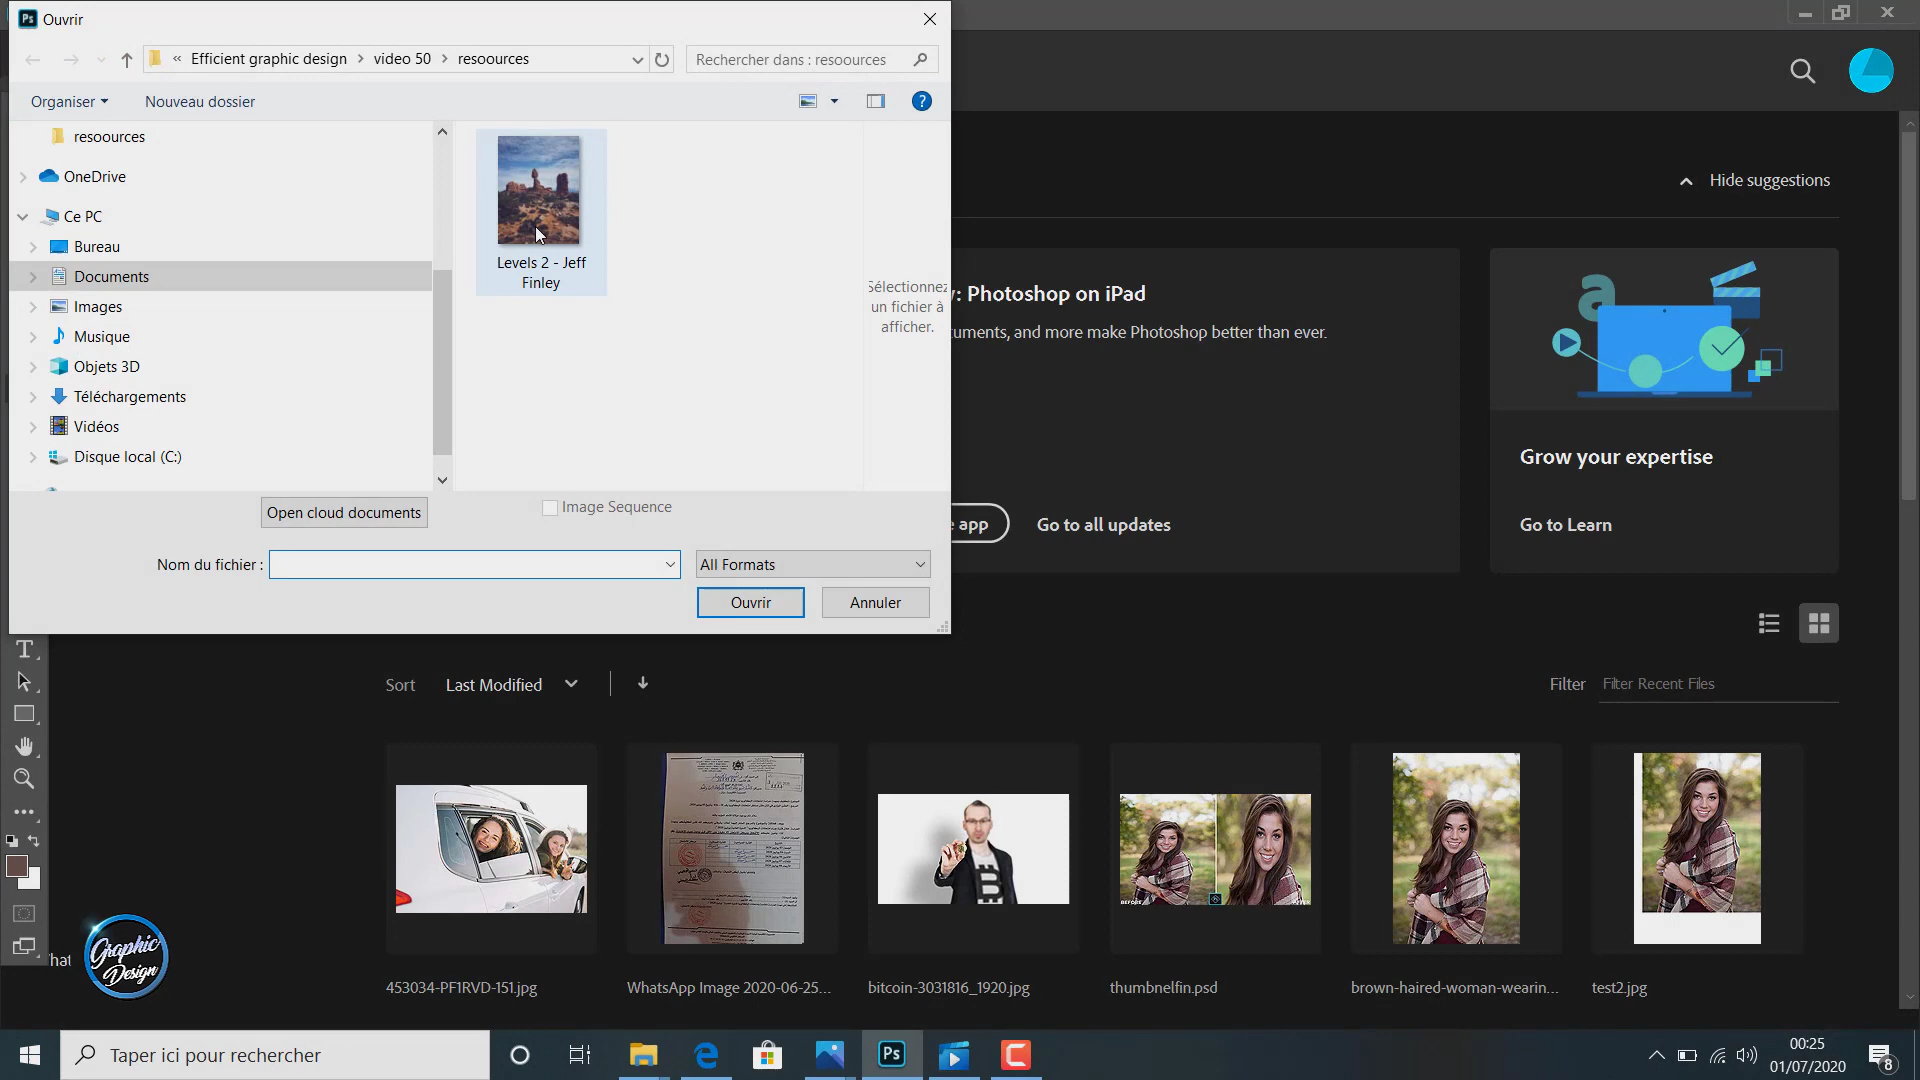 Ps Ouvrir
« Efficient graphic design > video 50 > resoources
Rechercher dans : resoources
Organiser
Nouveau dossier
?
resoources
OneDrive
Ce PC
Bureau
Documents
Images
Musique
Objets 3D
Téléchargements
Vidéos
Disque local (C:)
Levels 2 - Jeff
Finley
Sélectionnez
un fichier à
afficher.
Open cloud documents
Image Sequence
Nom du fichier :
All Formats
Ouvrir
Annuler
Hide suggestions
: Photoshop on iPad
uments, and more make Photoshop better than ever.
app
Go to all updates
a
Grow your expertise
Go to Learn
Sort
Last Modified
Filter
Filter Recent Files
T
BEFORE
453034-PF1RVD-151.jpg
WhatsApp Image 2020-06-25...
bitcoin-3031816_1920.jpg
thumbnelfin.psd
brown-haired-woman-wearin...
test2.jpg
hat
Graphic
Design
Taper ici pour rechercher
Ps
00:25
01/07/2020
8